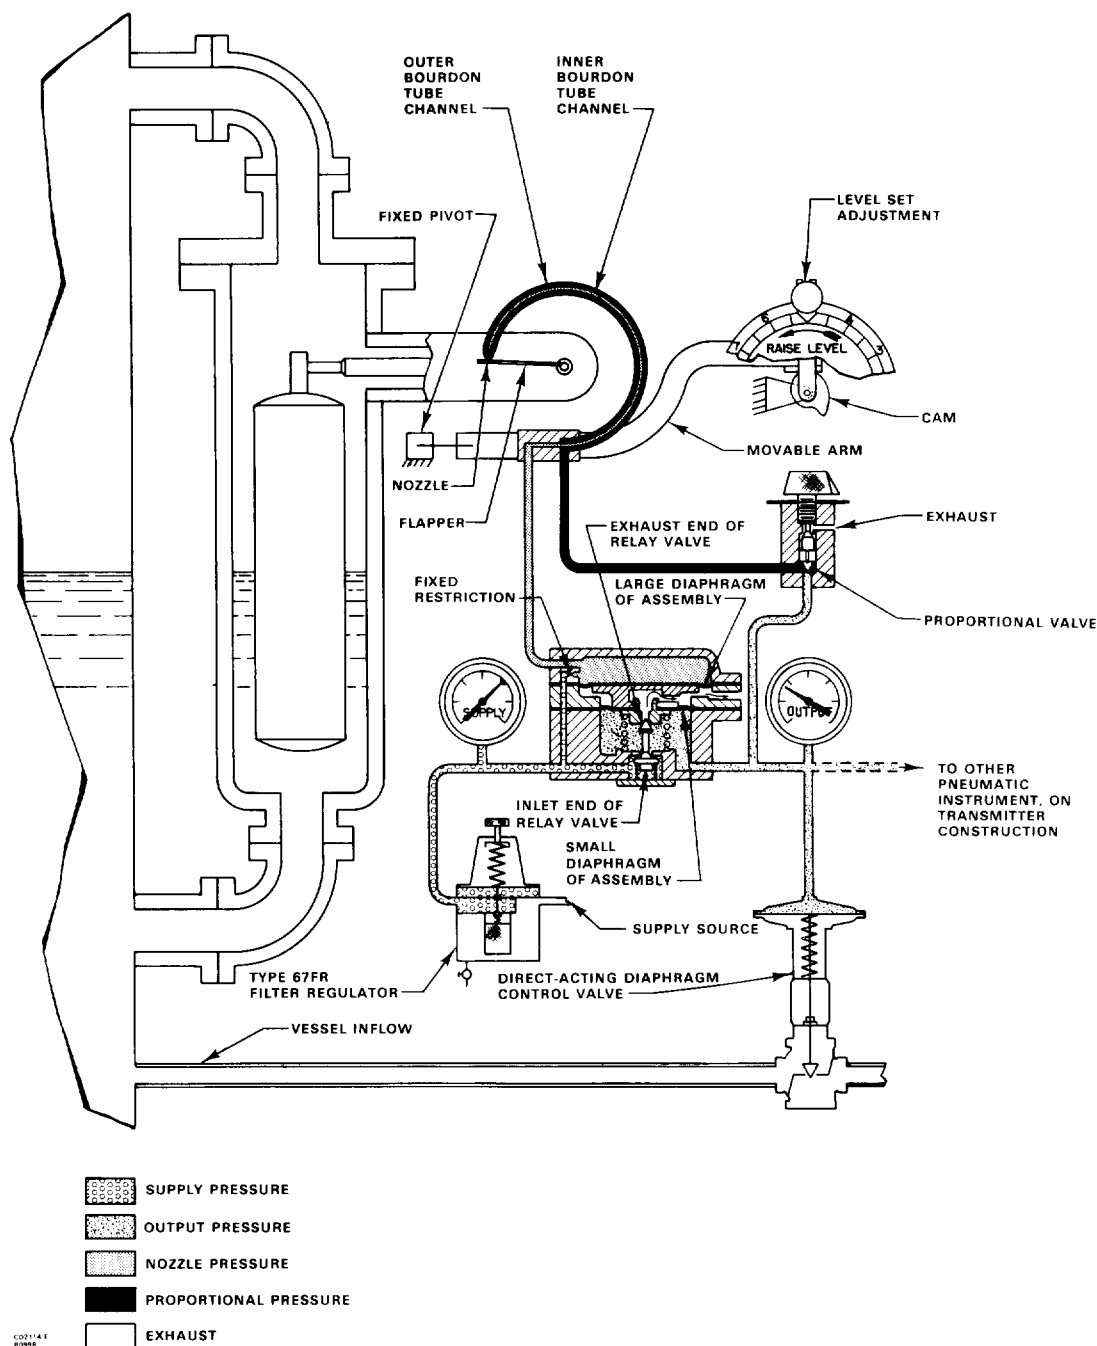 OUTER
BOURDON
TUBE
CHANNEL
INNER
BOURDON
TUBE
CHANNEL
LEVEL SET
ADJUSTMENT
FIXED PIVOT
5
4
3
RAISE LEVEL
CAM
MOVABLE ARM
NOZZLE
FLAPPER
EXHAUST END OF
RELAY VALVE
EXHAUST
FIXED
RESTRICTION
LARGE DIAPHRAGM
OF ASSEMBLY
PROPORTIONAL VALVE
SUPPLY
OUTPUT
TO OTHER
PNEUMATIC
INSTRUMENT, ON
TRANSMITTER
CONSTRUCTION
INLET END OF
RELAY VALVE
SMALL
DIAPHRAGM
OF ASSEMBLY
SUPPLY SOURCE
TYPE 67FR
FILTER REGULATOR
DIRECT-ACTING DIAPHRAGM
CONTROL VALVE
VESSEL INFLOW
SUPPLY PRESSURE
OUTPUT PRESSURE
NOZZLE PRESSURE
PROPORTIONAL PRESSURE
EXHAUST